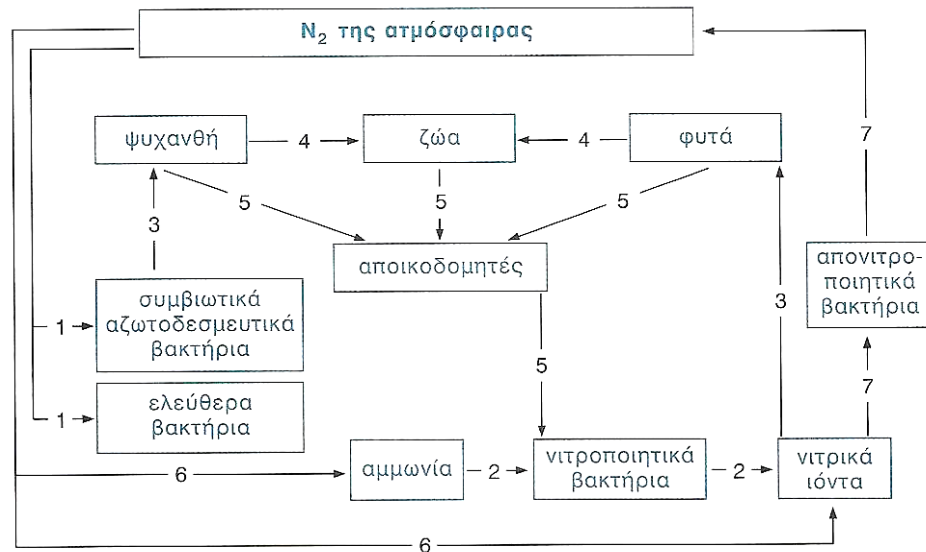 N₂ της ατμόσφαιρας
ψυχανθή
4
ζώα
4
φυτά
7
3
5
5
5
αποικοδομητές
απονιτρο-
ποιητικά
βακτήρια
3
1
συμβιωτικά
αζωτοδεσμευτικά
βακτήρια
5
7
1
ελεύθερα
βακτήρια
6
αμμωνία
2
νιτροποιητικά
βακτήρια
2
νιτρικά
ιόντα
6